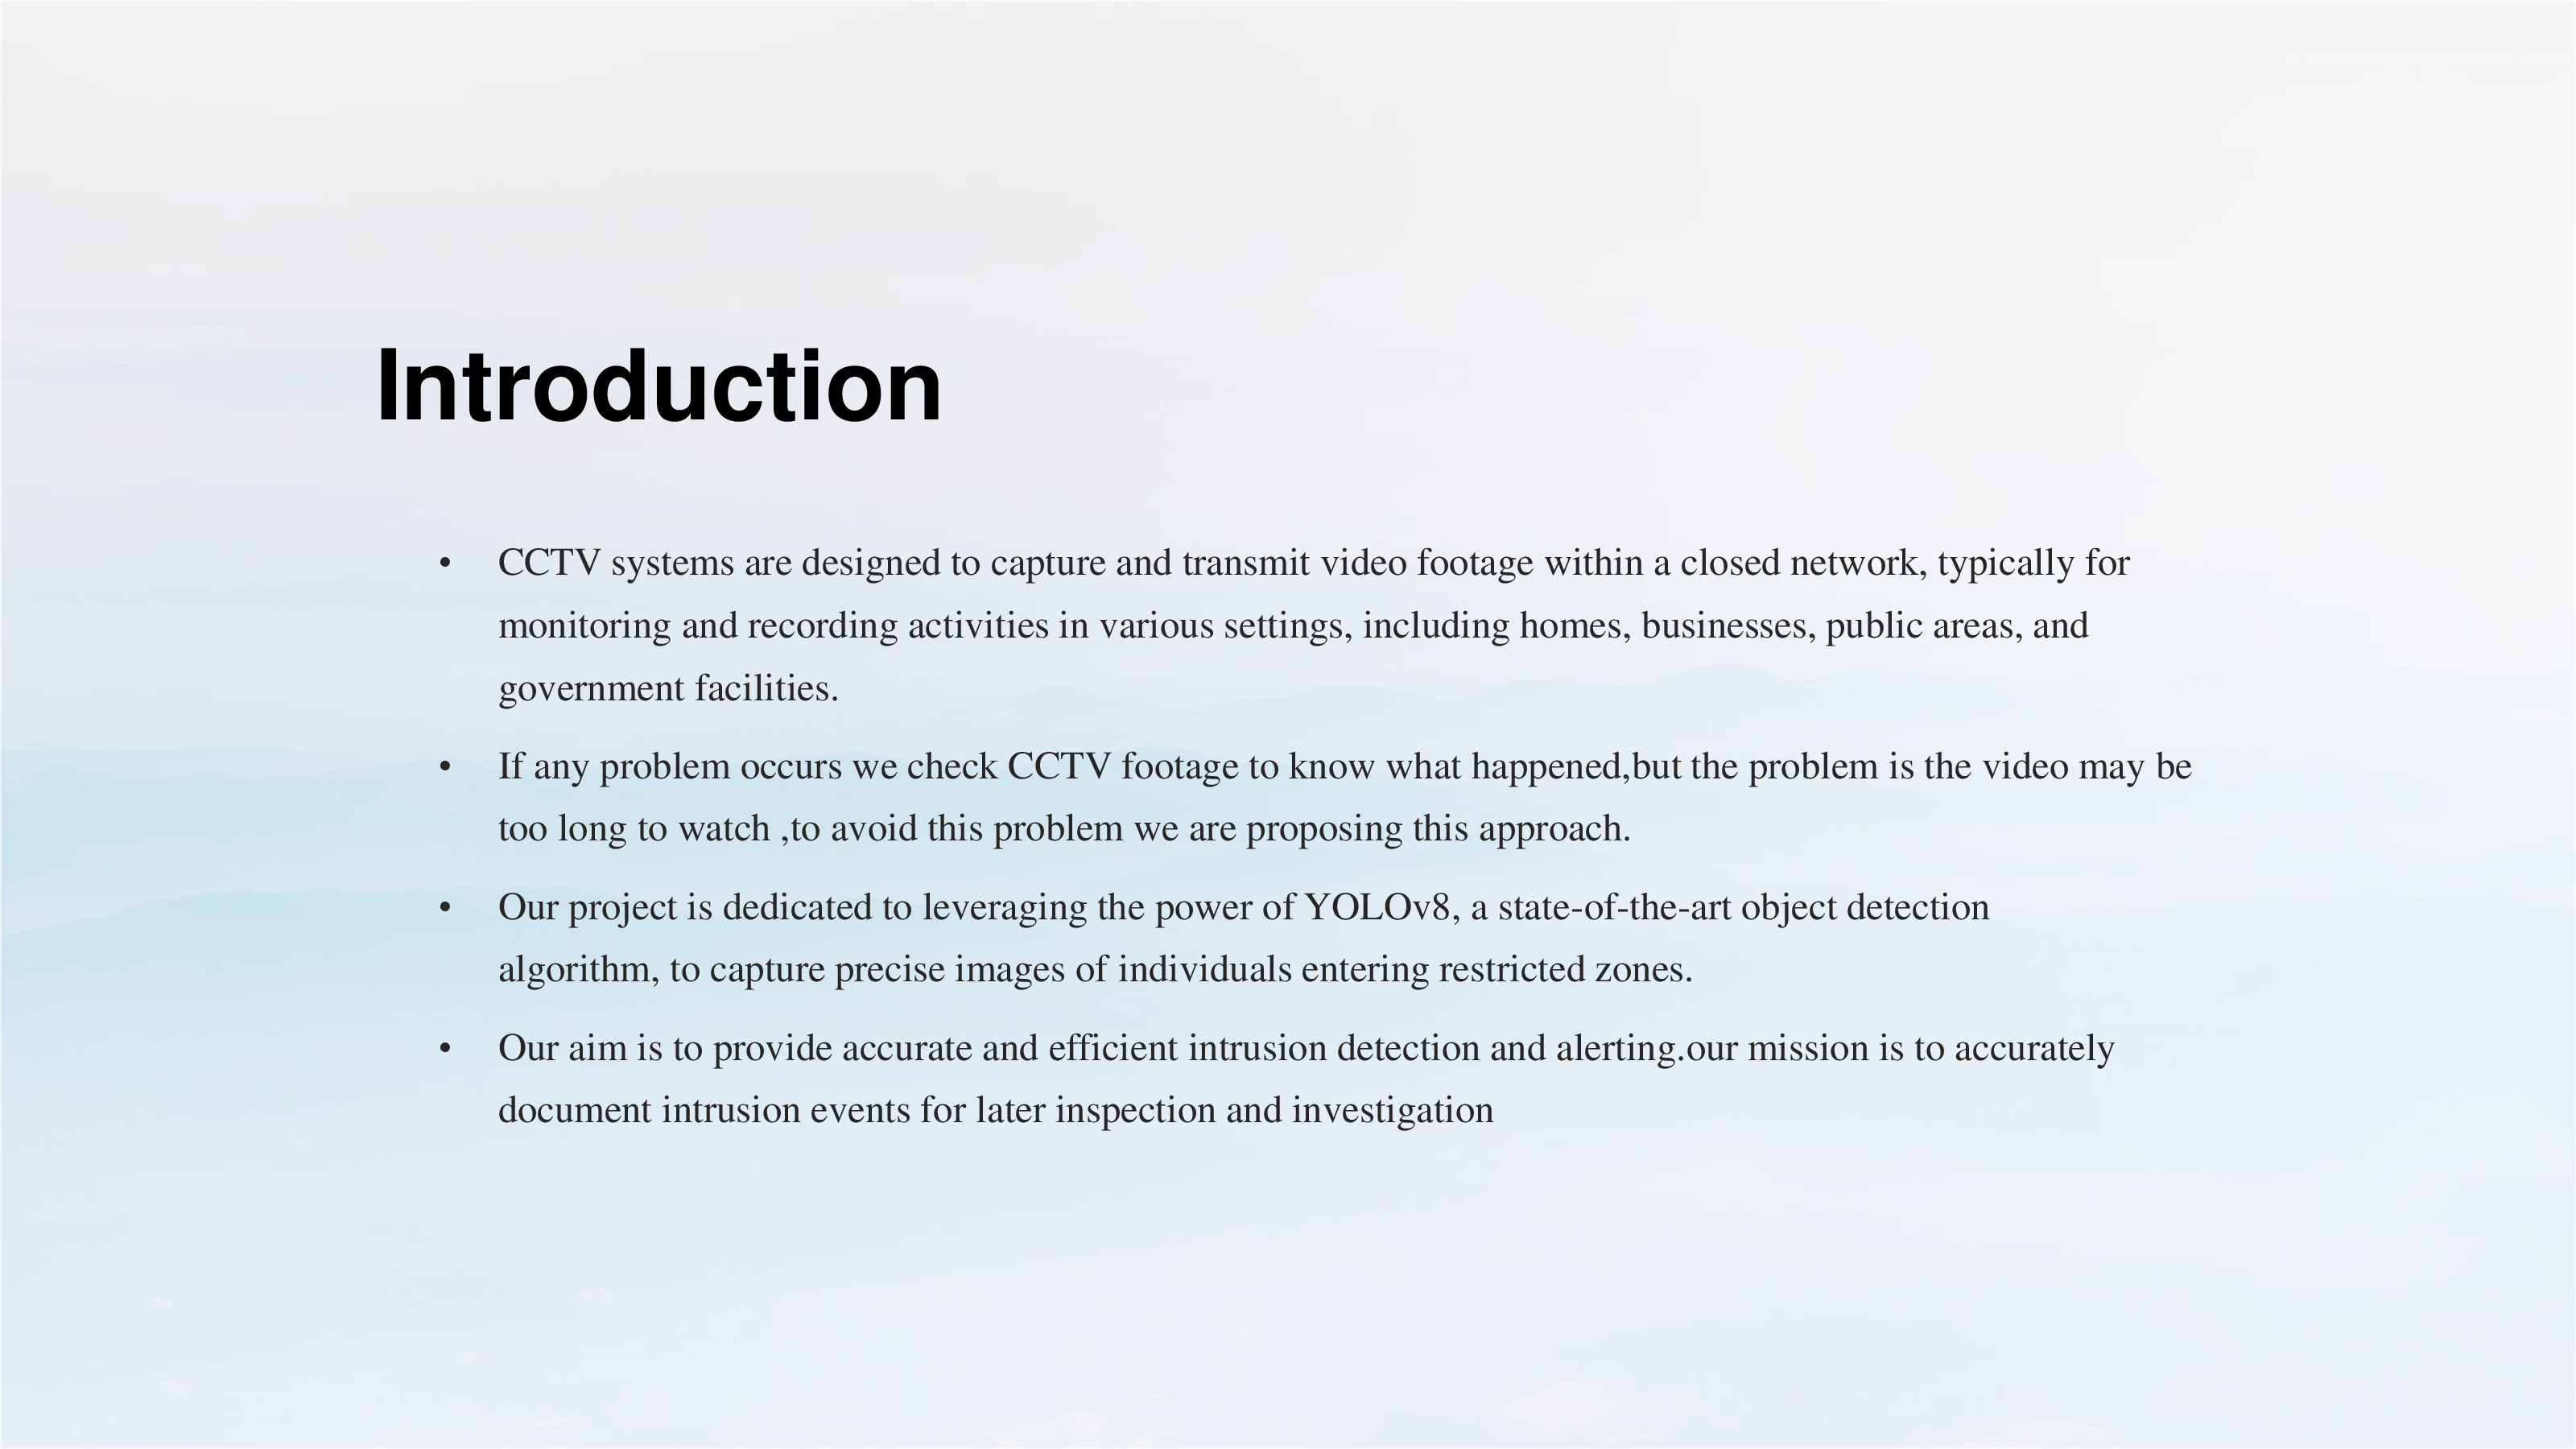 Introduction
• CCTV systems are designed to capture and transmit video footage within a closed network, typically for
monitoring and recording activities in various settings, including homes, businesses, public areas, and
government facilities.
• If any problem occurs we check CCTV footage to know what happened,but the problem is the video may be
too long to watch ,to avoid this problem we are proposing this approach.
• Our project is dedicated to leveraging the power of YOLOv8, a state-of-the-art object detection
algorithm, to capture precise images of individuals entering restricted zones.
• Our aim is to provide accurate and efficient intrusion detection and alerting.our mission is to accurately
document intrusion events for later inspection and investigation